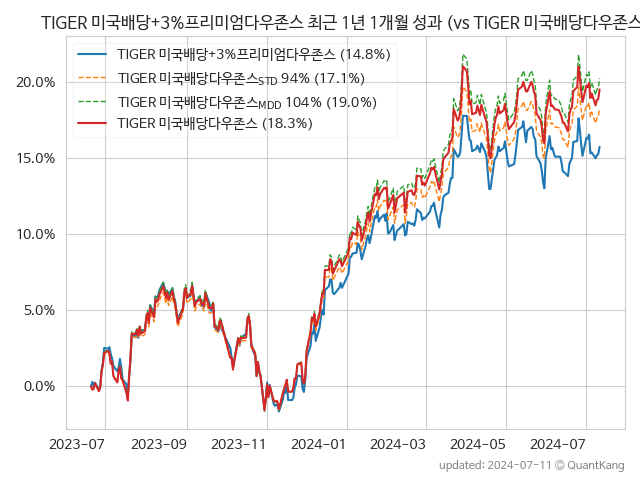 TIGER 미국배당+3%프리미엄다우존스 최근 1년 1개월 성과 (vs TIGER 미국배당다우존스
TIGER 미국배당+3%프리미엄다우존스 (14.8%)
TIGER 미국배당다우존스STD 94% (17.1%)
TIGER 미국배당다우존스MDD 104% (19.0%)
TIGER 미국배당다우존스 (18.3%)
20.0%
15.0%
10.0%
5.0%
0.0%
2023-07 2023-09 2023-11 2024-01 2024-03 2024-05 2024-07
updated: 2024-07-11 © QuantKang